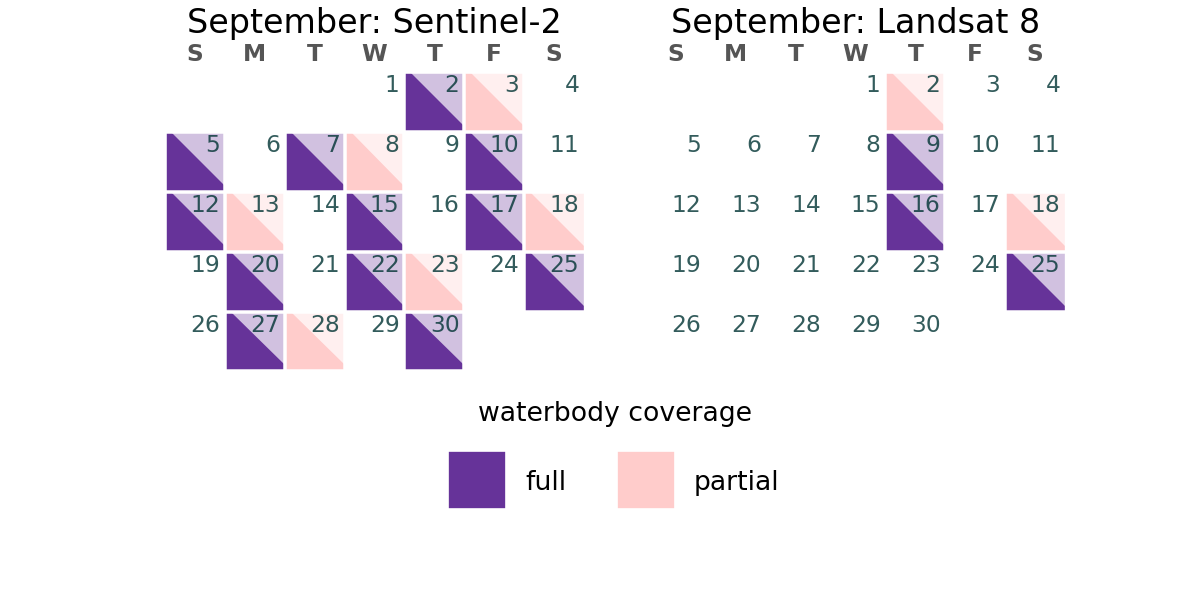 September: Sentinel-2
S M T W T F S
1 2 3 4
5 6 7 8 9 10 11
12 13 14 15 16 17 18
19 20 21 22 23 24 25
26 27 28 29 30
September: Landsat 8
S M T W T F S
1 2 3 4
5 6 7 8 9 10 11
12 13 14 15 16 17 18
19 20 21 22 23 24 25
26 27 28 29 30
waterbody coverage
full partial